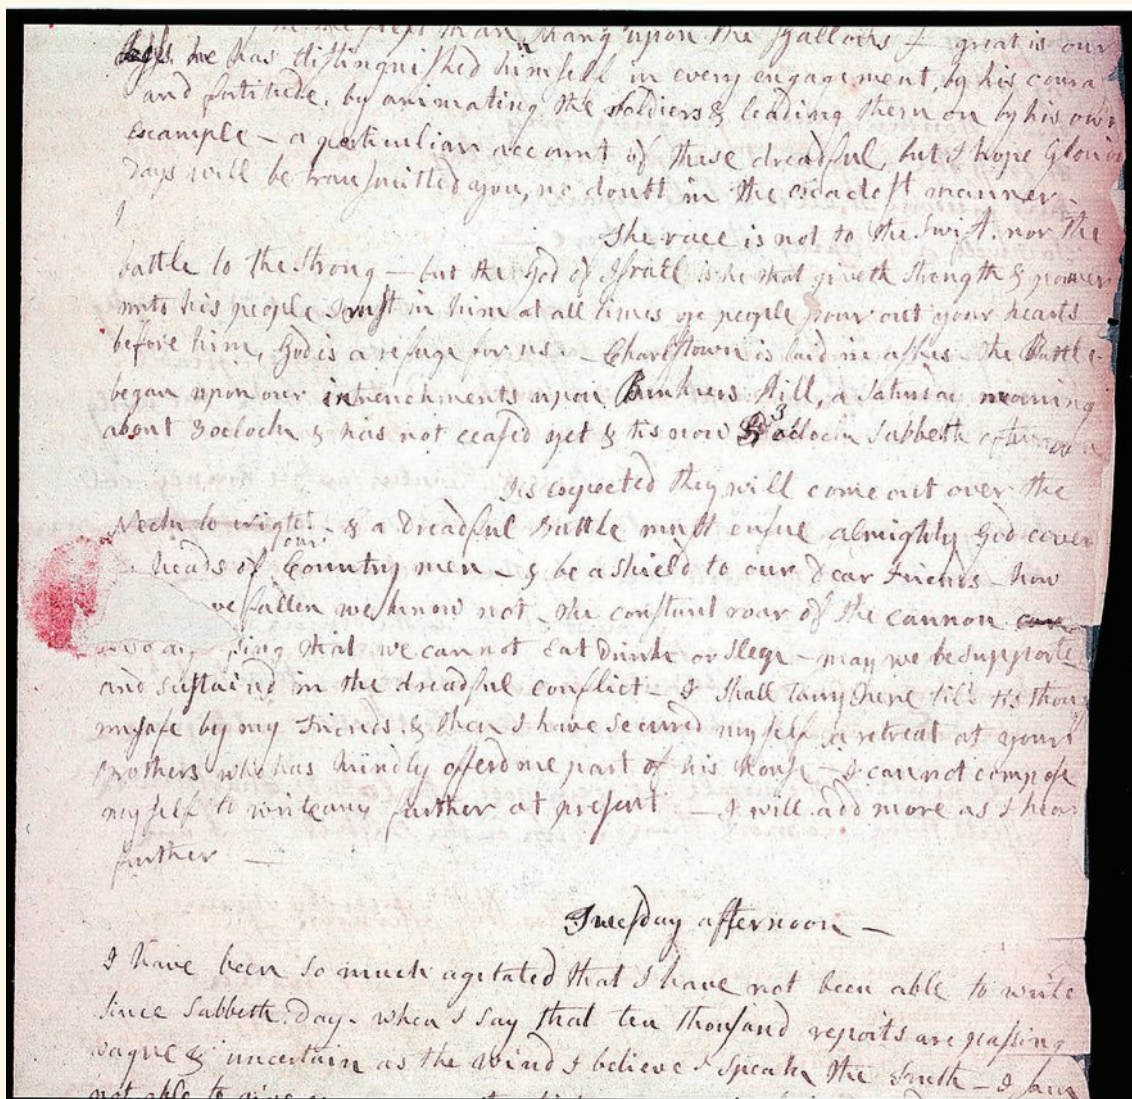 than hang upon the Gallows – great is our
loss. he has distinguished himself in every engagement, by his coura
and fortitude, by animating the soldiers & leading them on by his own
example – a particuliar account of these dreadful, but I hope Glorious
Days will be transmitted you, no doubt in the exactest manner.
The race is not to the swift, nor the
battle to the strong – but the God of Israel is he that giveth strength & power
unto his people. Trust in him at all times ye people pour out your hearts
before him, God is a refuge for us – Charlstown is laid in ashes. the Battle
began upon our intrenchments upon Bunkers Hill, a Saturday morning
about 3 oclock & has not ceased yet & tis now 3 oclock Sabbeth afternoon
Tis expected they will come out over the
Neck to night & a Dreadful Battle must ensue almighty God cover
heads of our Country men – & be a shield to our Dear Friends – how
ve fallen we know not – the constant roar of the cannon
sing that we cannot Eat Drink or Sleep – may we be supporte
and sustaind in the dreadful conflict – I shall tarry here till tis thou
unsafe by my Friends & then I have secured myself a retreat at your
Brothers who has kindly offerd me part of his house – I cannot compose
myself to write any further at present – I will add more as I hear
further –
Tuesday afternoon –
I have been so much agitated that I have not been able to write
since Sabbeth. day – when I say that ten thousand reports are passing
vague & uncertain as the wind I believe I speak the Truth – I am
not able to give